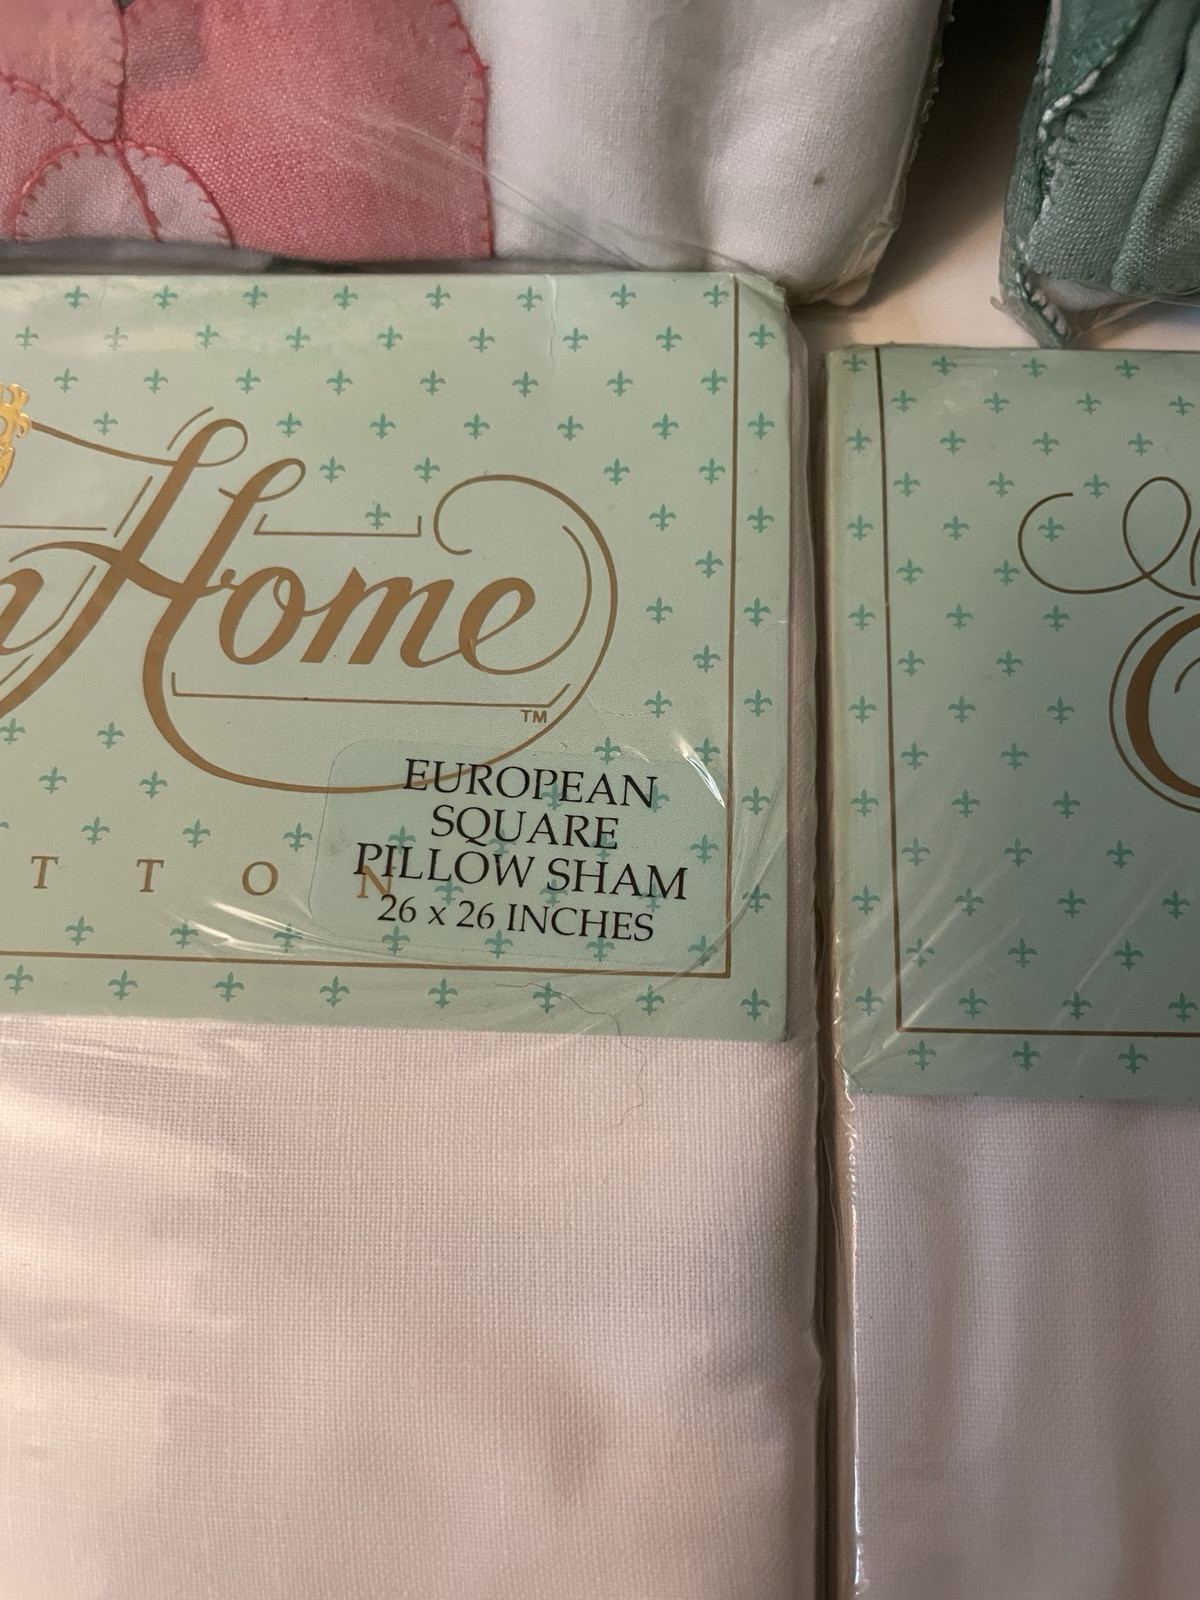 Home
TM
EUROPEAN
SQUARE
PILLOW SHAM
26 x 26 INCHES
T T O N